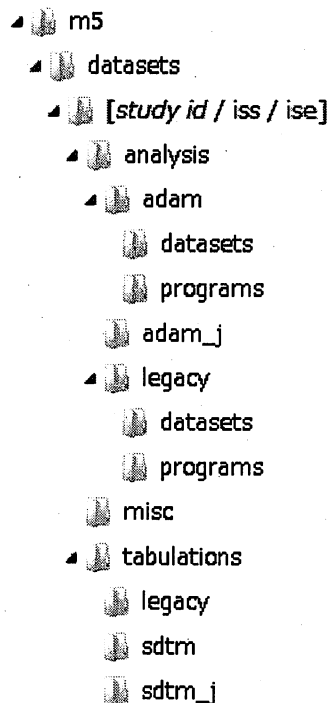 m5
datasets
[study id / iss / ise]
analysis
adam
datasets
programs
adam_j
legacy
datasets
programs
misc
tabulations
legacy
sdtm
sdtm_j